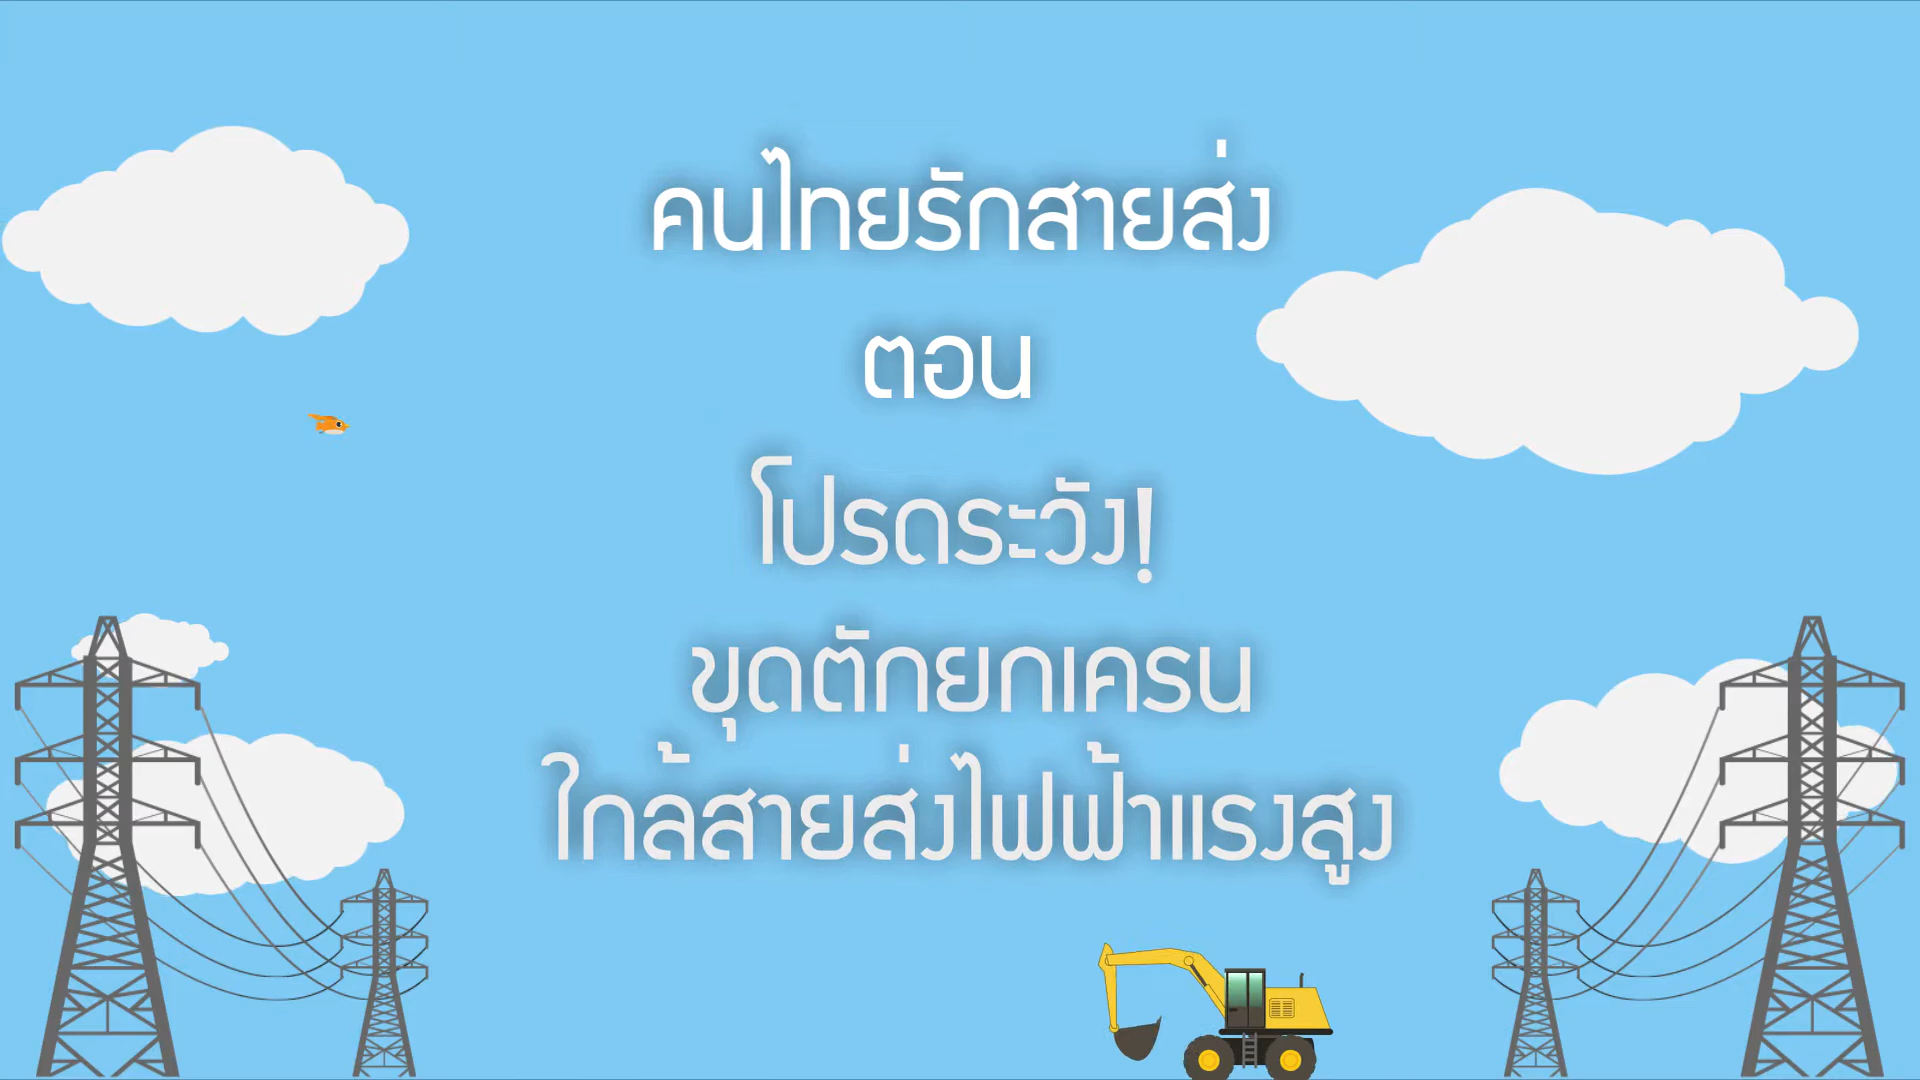 คนไทยรักสายส่ง
ตอน
โปรดระวัง!
ขุดตักยกเครน
ใกล้สายส่งไฟฟ้าแรงสูง